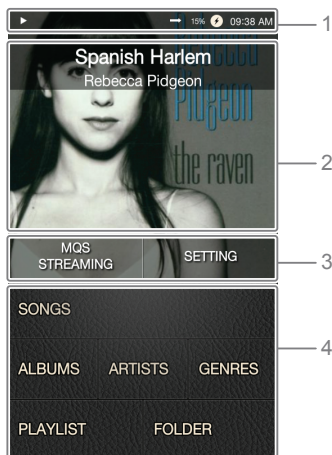 15% 09:38 AM
1
Spanish Harlem
Rebecca Pidgeon
Rebecca
Pidgeon
the raven
2
MQS
STREAMING
SETTING
3
SONGS
ALBUMS ARTISTS GENRES
4
PLAYLIST FOLDER